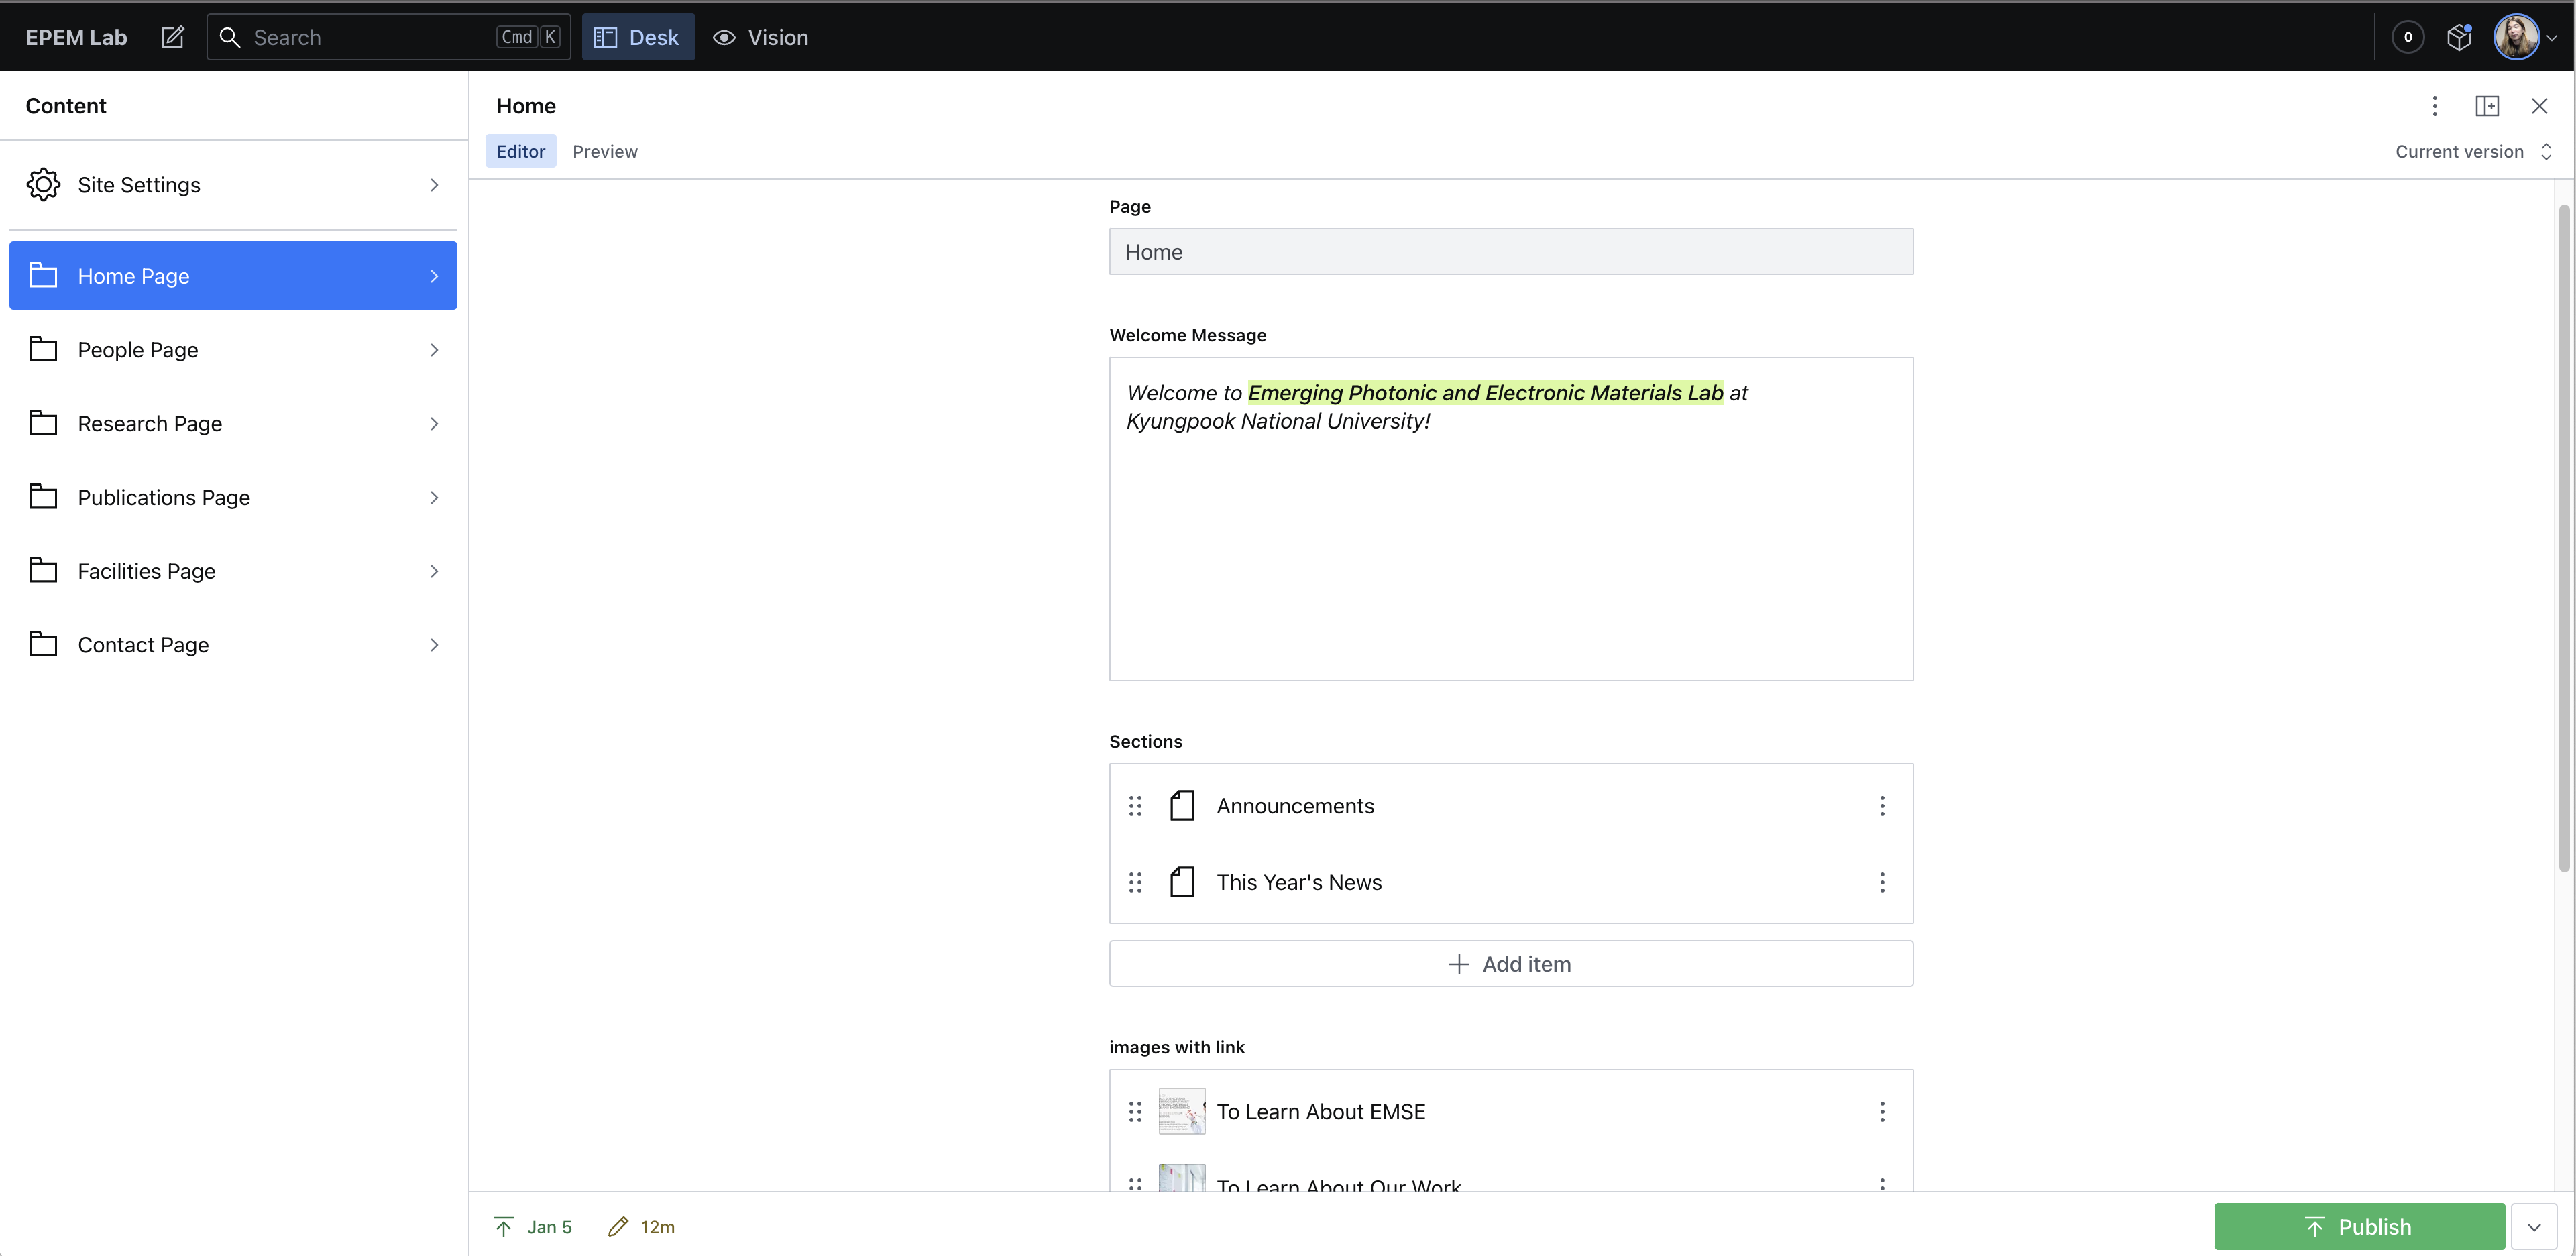 EPEM Lab
Search
Cmd K
Desk
Vision
0
Content
Site Settings
Home Page
People Page
Research Page
Publications Page
Facilities Page
Contact Page
Home
Editor
Preview
Current version
Page
Home
Welcome Message
Welcome to Emerging Photonic and Electronic Materials Lab at
Kyungpook National University!
Sections
Announcements
This Year's News
Add item
images with link
To Learn About EMSE
To Learn About Our Work
Jan 5
12m
Publish